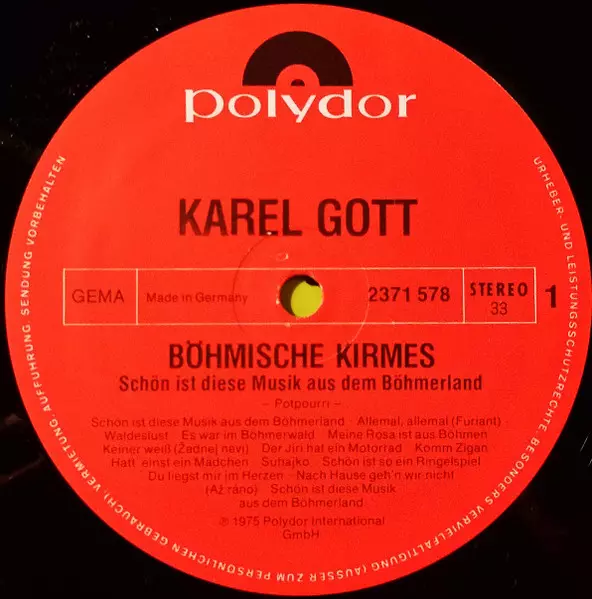 polydor
KAREL GOTT
GEMA
Made in Germany
2371 578
STEREO
33
1
BÖHMISCHE KIRMES
Schön ist diese Musik aus dem Böhmerland
– Potpourri –
Schön ist diese Musik aus dem Böhmerland · Allemal, allemal (Furiant)
Waldeslust · Es war im Böhmerwald · Meine Rosa ist aus Böhmen
Keiner weiß (Žadnej neví) · Der Jiri hat ein Motorrad · Komm Zigan
Hatt' einst ein Mädchen · Suhajko · Schön ist so ein Ringelspiel
Du liegst mir im Herzen · Nach Hause geh'n wir nicht
(Až ráno) · Schön ist diese Musik
aus dem Böhmerland
℗ 1975 Polydor International
GmbH
URHEBER- UND LEISTUNGSSCHUTZRECHTE, BESONDERS VERVIELFÄLTIGUNG (AUSSER ZUM PERSÖNLICHEN GEBRAUCH) VERMIETUNG AUFFÜHRUNG SENDUNG VORBEHALTEN